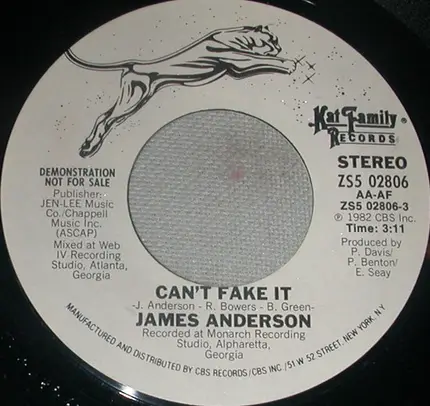 Kat Family®
RECORDS
STEREO
ZS5 02806
AA-AF
ZS5 02806-3
℗ 1982 CBS Inc.
Time: 3:11
Produced by
P. Davis/
P. Benton/
E. Seay
DEMONSTRATION
NOT FOR SALE
Publisher:
JEN-LEE Music
Co./Chappell
Music Inc.
(ASCAP)
Mixed at Web
IV Recording
Studio, Atlanta,
Georgia
CAN'T FAKE IT
-J. Anderson - R. Bowers - B. Green-
JAMES ANDERSON
Recorded at Monarch Recording
Studio, Alpharetta,
Georgia
MANUFACTURED AND DISTRIBUTED BY CBS RECORDS/CBS INC./51 W 52 STREET, NEW YORK, N.Y.